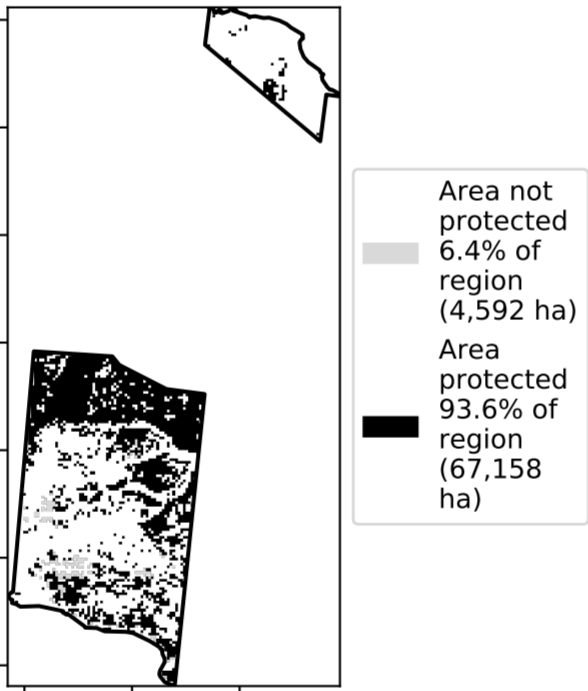 Area not
protected
6.4% of
region
(4,592 ha)
Area
protected
93.6% of
region
(67,158
ha)